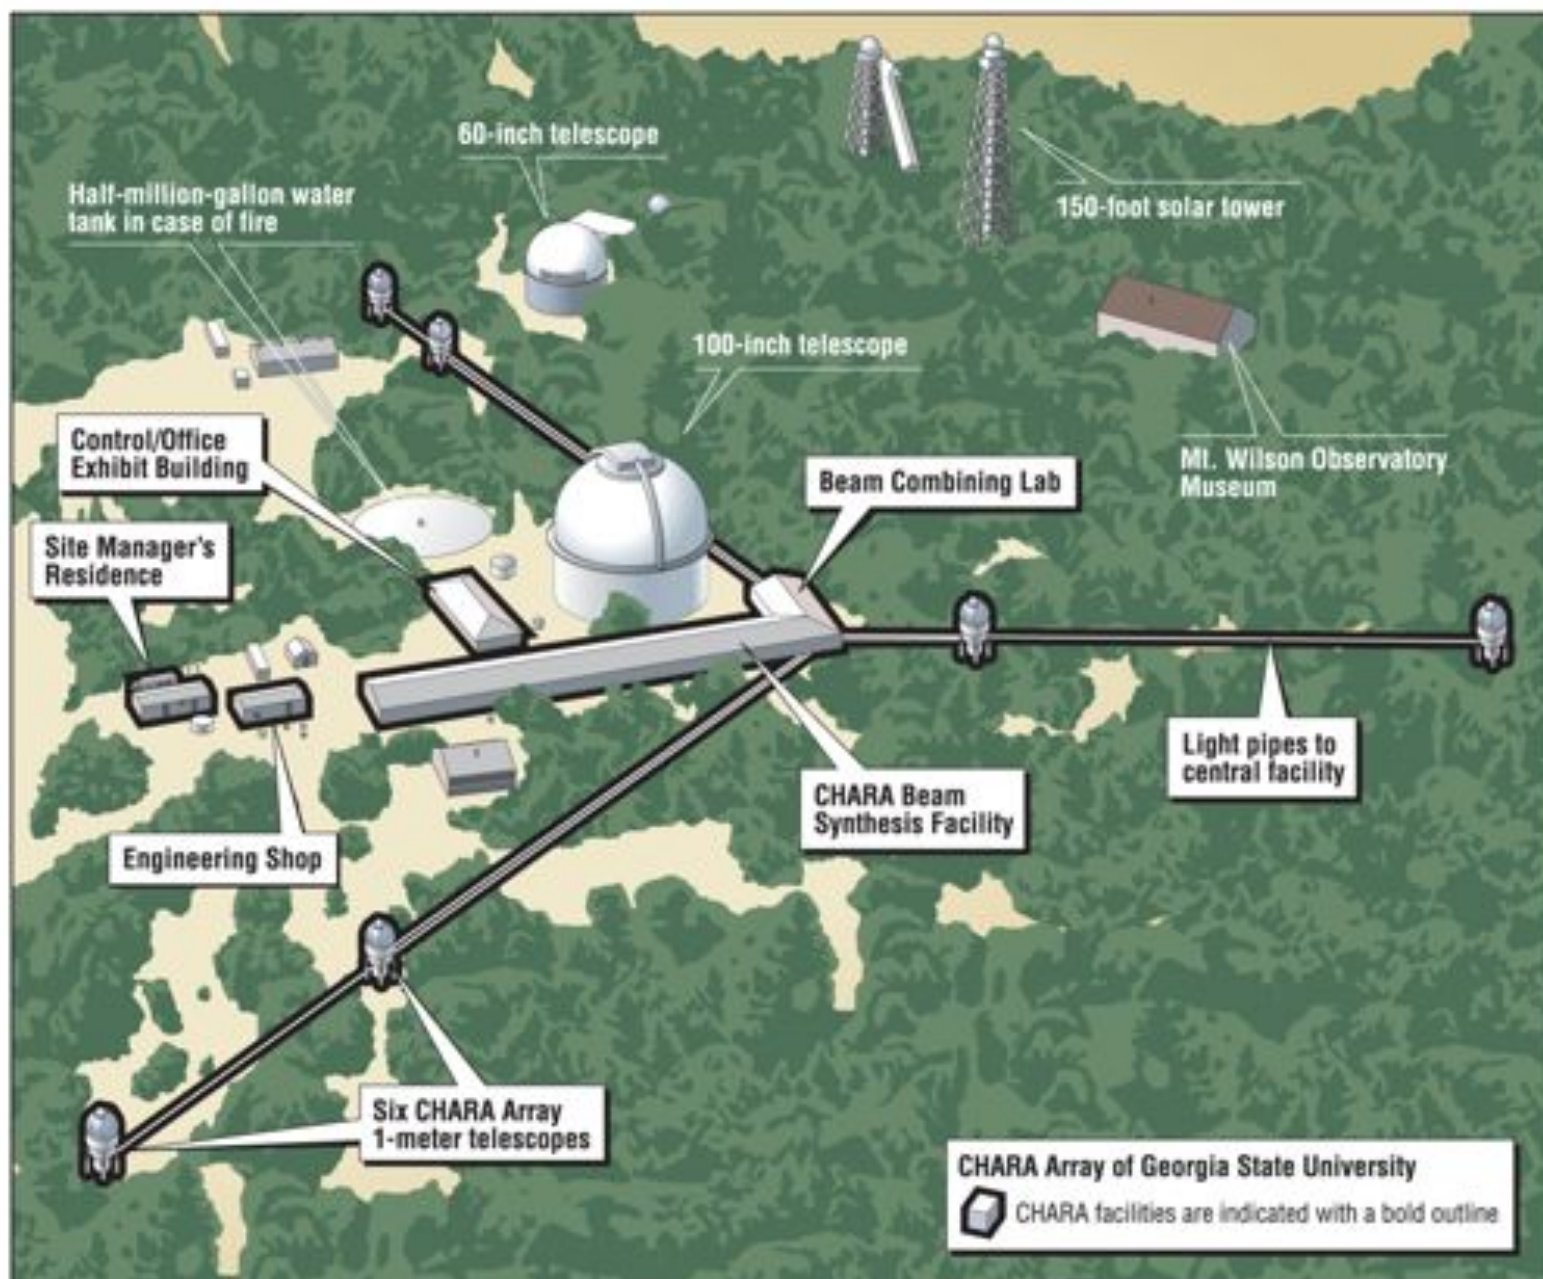 60-inch telescope
Half-million-gallon water
tank in case of fire
150-foot solar tower
100-inch telescope
Control/Office
Exhibit Building
Beam Combining Lab
Mt. Wilson Observatory
Museum
Site Manager's
Residence
Light pipes to
central facility
CHARA Beam
Synthesis Facility
Engineering Shop
Six CHARA Array
1-meter telescopes
CHARA Array of Georgia State University
CHARA facilities are indicated with a bold outline